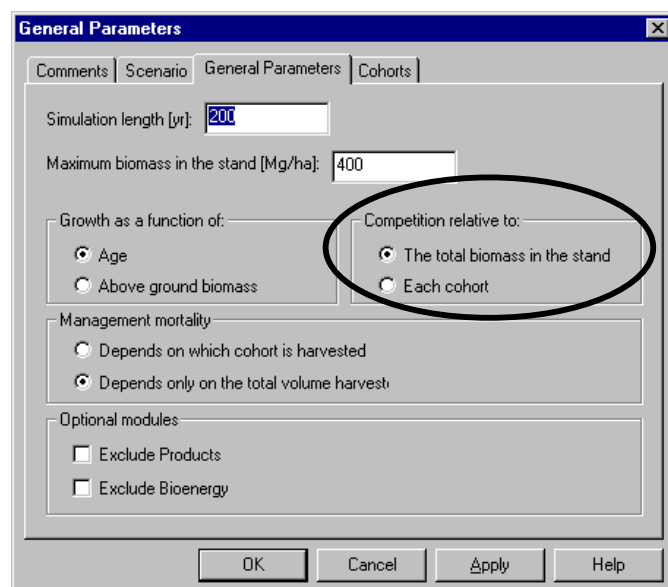 General Parameters
Comments Scenario General Parameters Cohorts
Simulation length [yr]: 200
Maximum biomass in the stand [Mg/ha]: 400
Growth as a function of:
Age
Above ground biomass
Competition relative to:
The total biomass in the stand
Each cohort
Management mortality
Depends on which cohort is harvested
Depends only on the total volume harvest
Optional modules
Exclude Products
Exclude Bioenergy
OK Cancel Apply Help